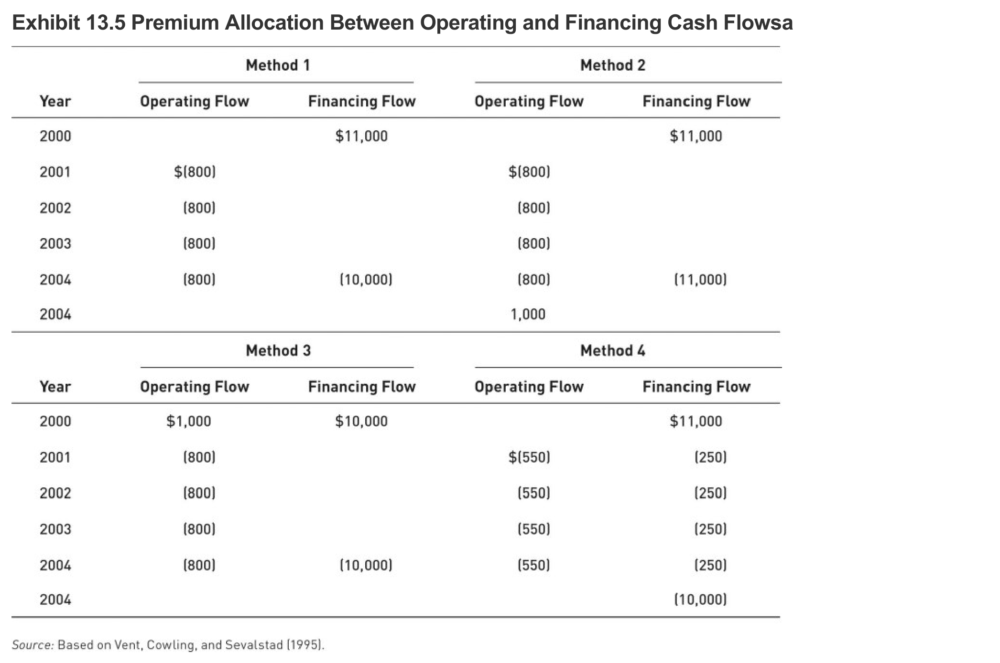 Exhibit 13.5 Premium Allocation Between Operating and Financing Cash Flowsa
Method 1 Method 2
Year Operating Flow Financing Flow Operating Flow Financing Flow
2000 $11,000 $11,000
2001 $(800) $(800)
2002 (800) (800)
2003 (800) (800)
2004 (800) (10,000) (800) (11,000)
2004 1,000
Method 3 Method 4
Year Operating Flow Financing Flow Operating Flow Financing Flow
2000 $1,000 $10,000 $11,000
2001 (800) $(550) (250)
2002 (800) (550) (250)
2003 (800) (550) (250)
2004 (800) (10,000) (550) (250)
2004 (10,000)
Source: Based on Vent, Cowling, and Sevalstad (1995).